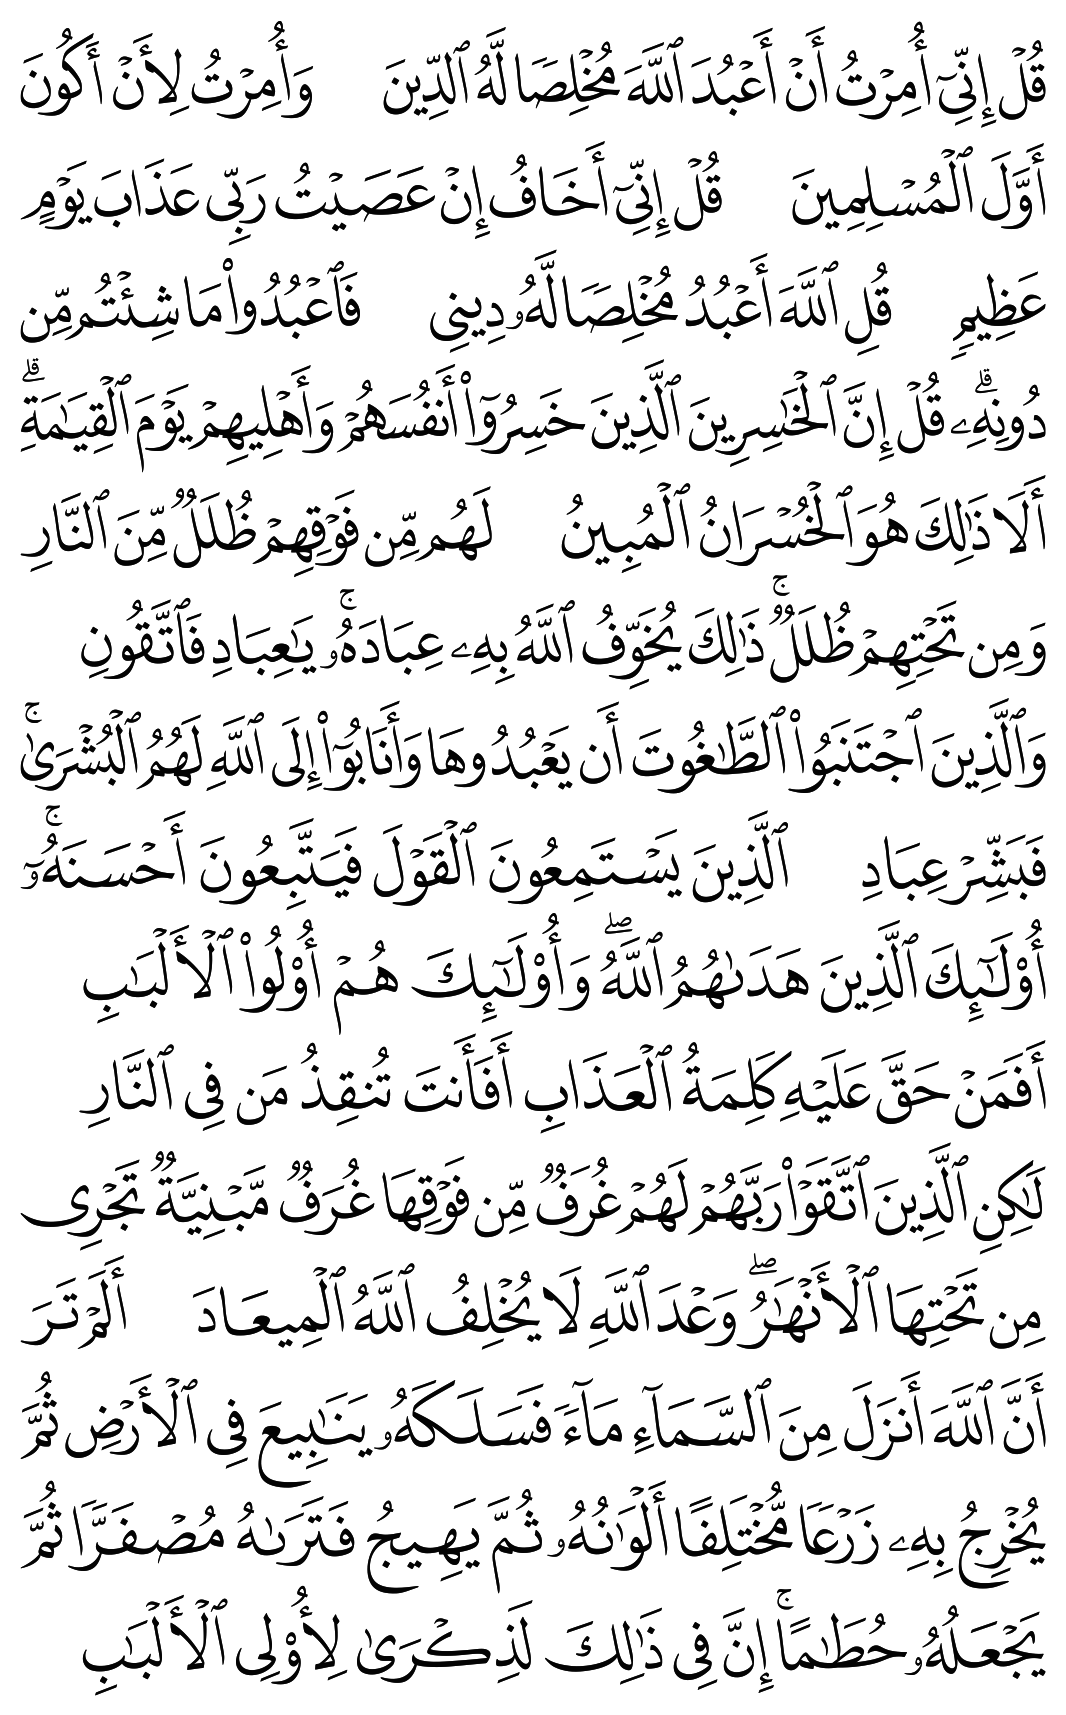 قُلۡ إِنِّيٓ أُمِرۡتُ أَنۡ أَعۡبُدَ ٱللَّهَ مُخۡلِصٗا لَّهُ ٱلدِّينَ وَأُمِرۡتُ لِأَنۡ أَكُونَ
أَوَّلَ ٱلۡمُسۡلِمِينَ قُلۡ إِنِّيٓ أَخَافُ إِنۡ عَصَيۡتُ رَبِّي عَذَابَ يَوۡمٍ
عَظِيمٖ قُلِ ٱللَّهَ أَعۡبُدُ مُخۡلِصٗا لَّهُۥ دِينِي فَٱعۡبُدُواْ مَا شِئۡتُم مِّن
دُونِهِۦۗ قُلۡ إِنَّ ٱلۡخَٰسِرِينَ ٱلَّذِينَ خَسِرُوٓاْ أَنفُسَهُمۡ وَأَهۡلِيهِمۡ يَوۡمَ ٱلۡقِيَٰمَةِۗ
أَلَا ذَٰلِكَ هُوَ ٱلۡخُسۡرَانُ ٱلۡمُبِينُ لَهُم مِّن فَوۡقِهِمۡ ظُلَلٞ مِّنَ ٱلنَّارِ
وَمِن تَحۡتِهِمۡ ظُلَلٞۚ ذَٰلِكَ يُخَوِّفُ ٱللَّهُ بِهِۦ عِبَادَهُۥۚ يَٰعِبَادِ فَٱتَّقُونِ
وَٱلَّذِينَ ٱجۡتَنَبُواْ ٱلطَّٰغُوتَ أَن يَعۡبُدُوهَا وَأَنَابُوٓاْ إِلَى ٱللَّهِ لَهُمُ ٱلۡبُشۡرَىٰۚ
فَبَشِّرۡ عِبَادِ ٱلَّذِينَ يَسۡتَمِعُونَ ٱلۡقَوۡلَ فَيَتَّبِعُونَ أَحۡسَنَهُۥٓۚ
أُوْلَٰٓئِكَ ٱلَّذِينَ هَدَىٰهُمُ ٱللَّهُۖ وَأُوْلَٰٓئِكَ هُمۡ أُوْلُواْ ٱلۡأَلۡبَٰبِ
أَفَمَنۡ حَقَّ عَلَيۡهِ كَلِمَةُ ٱلۡعَذَابِ أَفَأَنتَ تُنقِذُ مَن فِي ٱلنَّارِ
لَٰكِنِ ٱلَّذِينَ ٱتَّقَوۡاْ رَبَّهُمۡ لَهُمۡ غُرَفٞ مِّن فَوۡقِهَا غُرَفٞ مَّبۡنِيَّةٞ تَجۡرِي
مِن تَحۡتِهَا ٱلۡأَنۡهَٰرُۖ وَعۡدَ ٱللَّهِ لَا يُخۡلِفُ ٱللَّهُ ٱلۡمِيعَادَ أَلَمۡ تَرَ
أَنَّ ٱللَّهَ أَنزَلَ مِنَ ٱلسَّمَآءِ مَآءٗ فَسَلَكَهُۥ يَنَٰبِيعَ فِي ٱلۡأَرۡضِ ثُمَّ
يُخۡرِجُ بِهِۦ زَرۡعٗا مُّخۡتَلِفًا أَلۡوَٰنُهُۥ ثُمَّ يَهِيجُ فَتَرَىٰهُ مُصۡفَرّٗا ثُمَّ
يَجۡعَلُهُۥ حُطَٰمًاۚ إِنَّ فِي ذَٰلِكَ لَذِكۡرَىٰ لِأُوْلِي ٱلۡأَلۡبَٰبِ